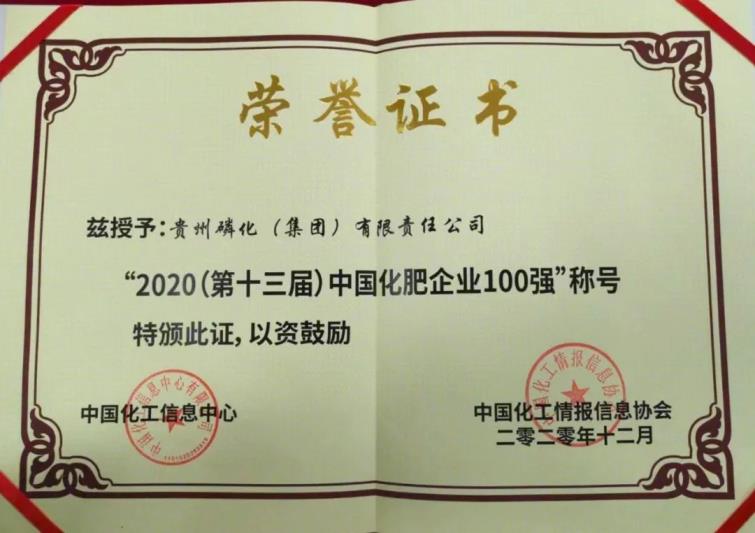 荣誉证书
兹授予：贵州磷化（集团）有限责任公司
“2020（第十三届）中国化肥企业100强”称号
特颁此证，以资鼓励
中国化工信息中心
中国化工情报信息协会
二零二零年十二月